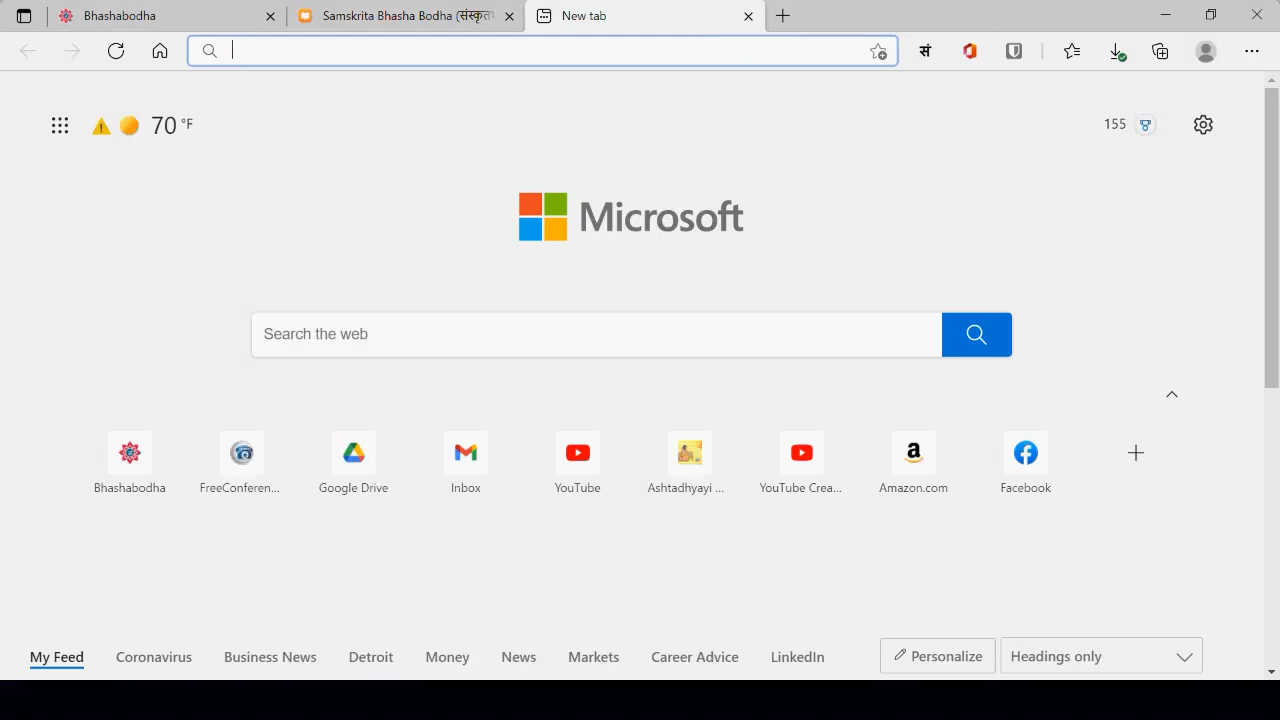 Bhashabodha
Samskrita Bhasha Bodha (संस्कृत-
New tab
सं
70 °F
155
Microsoft
Search the web
Bhashabodha
FreeConferen...
Google Drive
Inbox
YouTube
Ashtadhyayi ...
YouTube Crea...
Amazon.com
Facebook
My Feed
Coronavirus
Business News
Detroit
Money
News
Markets
Career Advice
LinkedIn
Personalize
Headings only